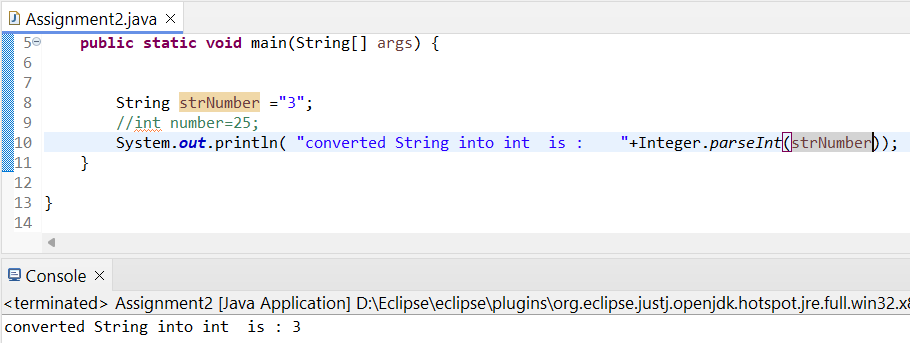 Assignment2.java
5 public static void main(String[] args) {
6
7
8 String strNumber ="3";
9 //int number=25;
10 System.out.println( "converted String into int  is :    "+Integer.parseInt(strNumber));
11 }
12
13 }
14
Console
<terminated> Assignment2 [Java Application] D:\Eclipse\eclipse\plugins\org.eclipse.justj.openjdk.hotspot.jre.full.win32.x8
converted String into int  is : 3